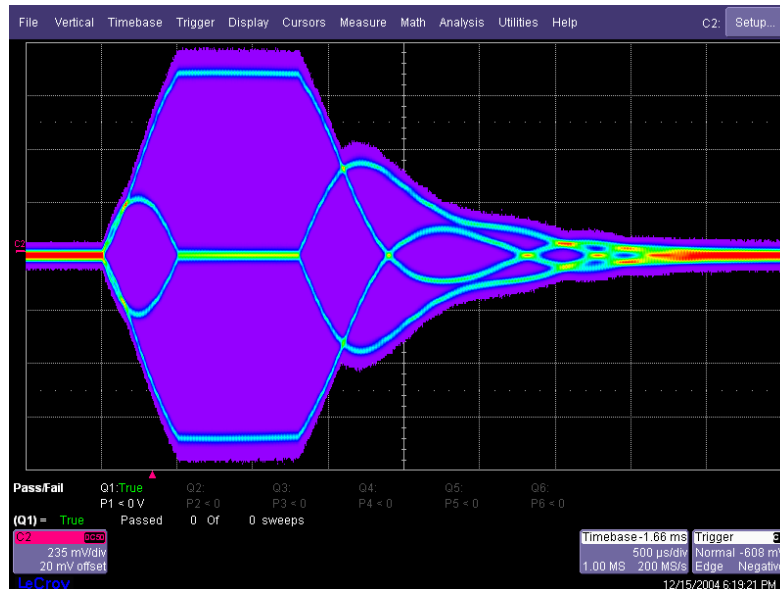 File Vertical Timebase Trigger Display Cursors Measure Math Analysis Utilities Help C2: Setup...
C2
Pass/Fail Q1:True Q2: Q3: Q4: Q5: Q6:
P1 < 0 V P2 < 0 P3 < 0 P4 < 0 P5 < 0 P6 < 0
(Q1) = True Passed 0 Of 0 sweeps
C2 DC50
235 mV/div
20 mV offset
Timebase -1.66 ms
500 µs/div
1.00 MS 200 MS/s
Trigger
Normal -608 m
Edge Negativ
LeCroy
12/15/2004 6:19:21 PM